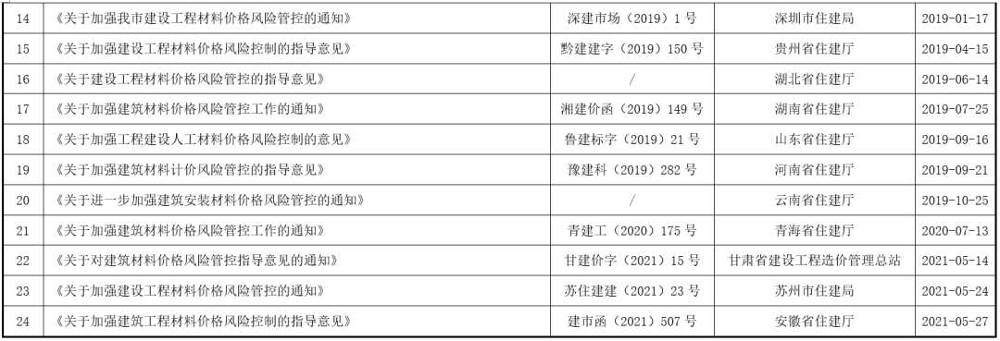 14 《关于加强我市建设工程材料价格风险管控的通知》 深建市场（2019）1 号 深圳市住建局 2019-01-17
15 《关于加强建设工程材料价格风险控制的指导意见》 黔建建字（2019）150 号 贵州省住建厅 2019-04-15
16 《关于建设工程材料价格风险管控的指导意见》 / 湖北省住建厅 2019-06-14
17 《关于加强建筑材料价格风险管控工作的通知》 湘建价函（2019）149 号 湖南省住建厅 2019-07-25
18 《关于加强工程建设人工材料价格风险控制的意见》 鲁建标字（2019）21 号 山东省住建厅 2019-09-16
19 《关于加强建筑材料计价风险管控的指导意见》 豫建科（2019）282 号 河南省住建厅 2019-09-21
20 《关于进一步加强建筑安装材料价格风险管控的通知》 / 云南省住建厅 2019-10-25
21 《关于加强建筑材料价格风险管控工作的通知》 青建工（2020）175 号 青海省住建厅 2020-07-13
22 《关于对建筑材料价格风险管控指导意见的通知》 甘建价字（2021）15 号 甘肃省建设工程造价管理总站 2021-05-14
23 《关于加强建设工程材料价格风险管控的通知》 苏住建建（2021）23 号 苏州市住建局 2021-05-24
24 《关于加强建筑工程材料价格风险控制的指导意见》 建市函（2021）507 号 安徽省住建厅 2021-05-27